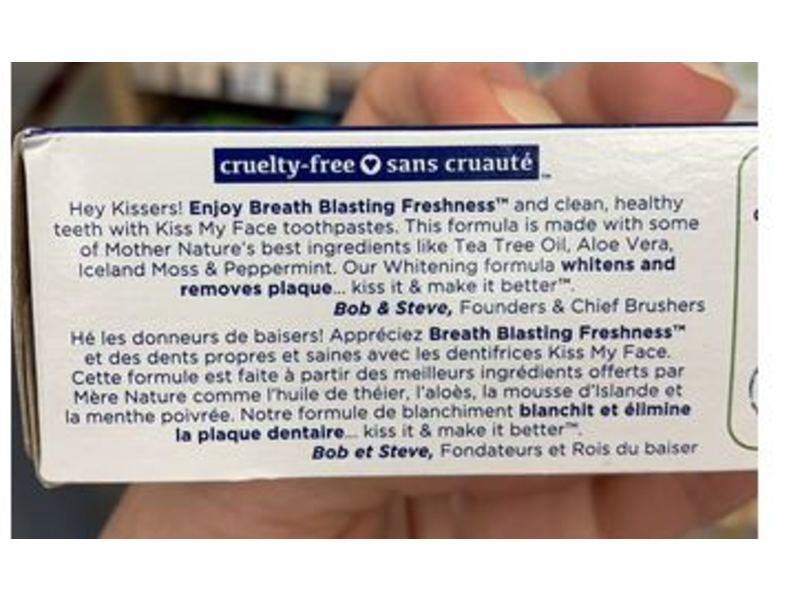 cruelty-free sans cruauté ™
Hey Kissers! Enjoy Breath Blasting Freshness™ and clean, healthy
teeth with Kiss My Face toothpastes. This formula is made with some
of Mother Nature's best ingredients like Tea Tree Oil, Aloe Vera,
Iceland Moss & Peppermint. Our Whitening formula whitens and
removes plaque... kiss it & make it better™.
Bob & Steve, Founders & Chief Brushers
Hé les donneurs de baisers! Appréciez Breath Blasting Freshness™
et des dents propres et saines avec les dentifrices Kiss My Face.
Cette formule est faite à partir des meilleurs ingrédients offerts par
Mère Nature comme l'huile de théier, l'aloès, la mousse d'Islande et
la menthe poivrée. Notre formule de blanchiment blanchit et élimine
la plaque dentaire... kiss it & make it better™.
Bob et Steve, Fondateurs et Rois du baiser